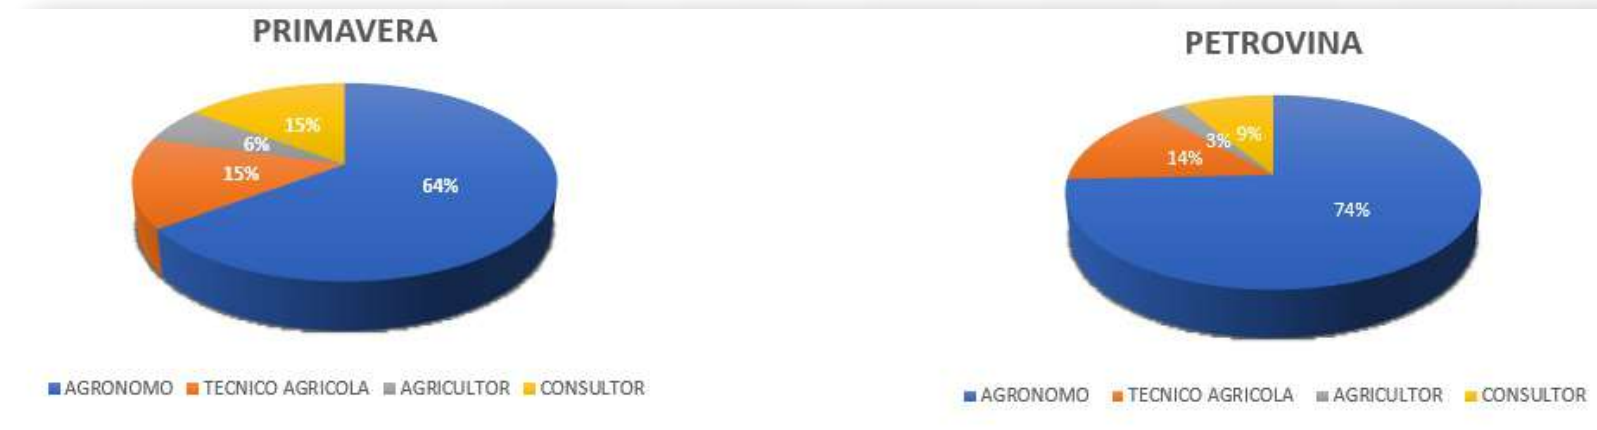 PRIMAVERA
15%
6%
15%
64%
AGRONOMO TECNICO AGRICOLA AGRICULTOR CONSULTOR
PETROVINA
3% 9%
14%
74%
AGRONOMO TECNICO AGRICOLA AGRICULTOR CONSULTOR